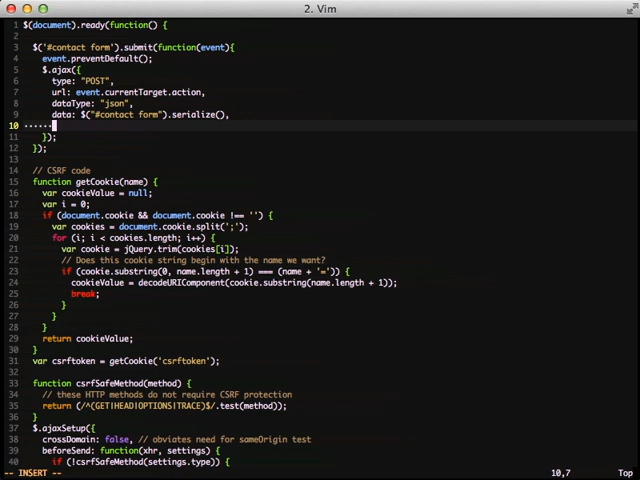 2. Vim
1 $(document).ready(function() {
2
3 $('#contact form').submit(function(event){
4 event.preventDefault();
5 $.ajax({
6 type: "POST",
7 url: event.currentTarget.action,
8 dataType: "json",
9 data: $("#contact form").serialize(),
10 ······
11 });
12 });
13
14 // CSRF code
15 function getCookie(name) {
16 var cookieValue = null;
17 var i = 0;
18 if (document.cookie && document.cookie !== '') {
19 var cookies = document.cookie.split(';');
20 for (i; i < cookies.length; i++) {
21 var cookie = jQuery.trim(cookies[i]);
22 // Does this cookie string begin with the name we want?
23 if (cookie.substring(0, name.length + 1) === (name + '=')) {
24 cookieValue = decodeURIComponent(cookie.substring(name.length + 1));
25 break;
26 }
27 }
28 }
29 return cookieValue;
30 }
31 var csrftoken = getCookie('csrftoken');
32
33 function csrfSafeMethod(method) {
34 // these HTTP methods do not require CSRF protection
35 return (/^(GET|HEAD|OPTIONS|TRACE)$/.test(method));
36 }
37 $.ajaxSetup({
38 crossDomain: false, // obviates need for sameOrigin test
39 beforeSend: function(xhr, settings) {
40 if (!csrfSafeMethod(settings.type)) {
-- INSERT -- 10,7 Top